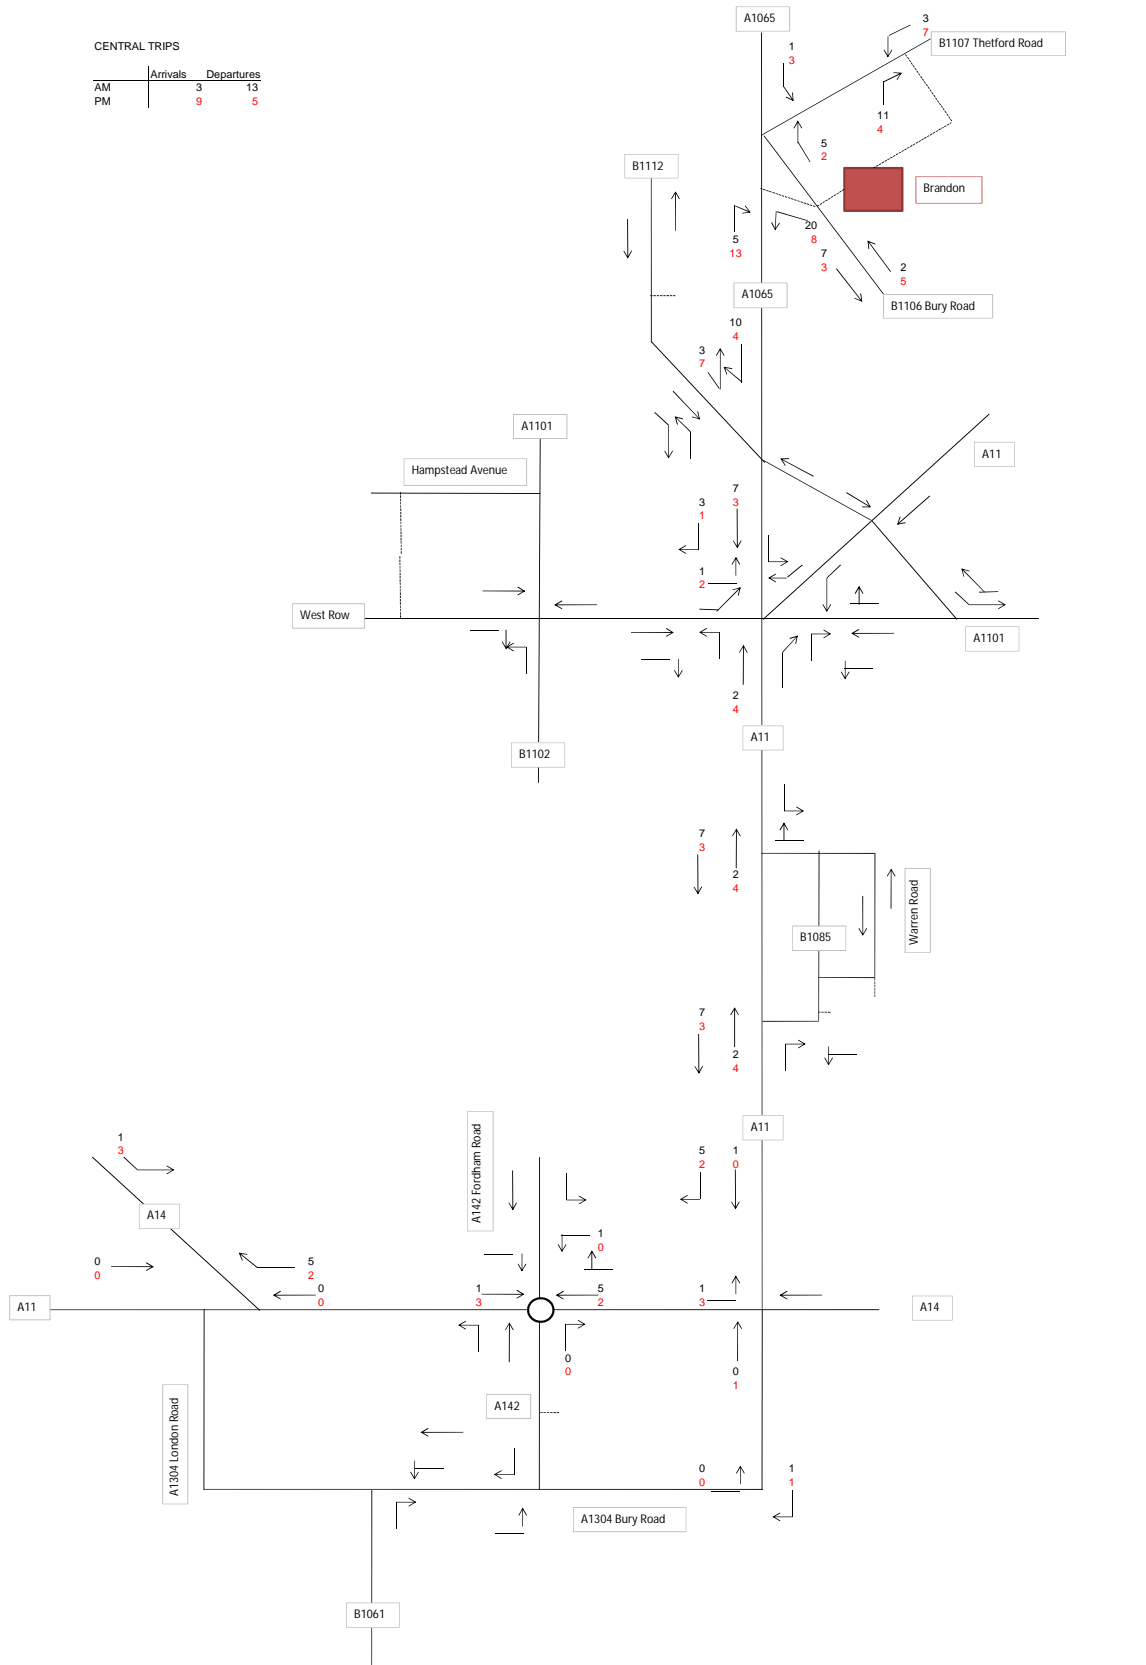 A1065
CENTRAL TRIPS
Arrivals Departures
AM 3 13
PM 9 5
3
7
B1107 Thetford Road
1
3
11
4
5
2
B1112
Brandon
20
8
5
13
7
3
2
5
A1065
B1106 Bury Road
10
4
3
7
A1101
A11
Hampstead Avenue
7
3
3
1
1
2
West Row
A1101
2
4
A11
B1102
7
3
2
4
Warren Road
B1085
7
3
2
4
A11
A142 Fordham Road
1
3
5
2
1
0
A14
1
0
0
0
5
2
0
0
1
3
5
2
1
3
A11
A14
0
0
0
1
A142
A1304 London Road
0
0
1
1
A1304 Bury Road
B1061